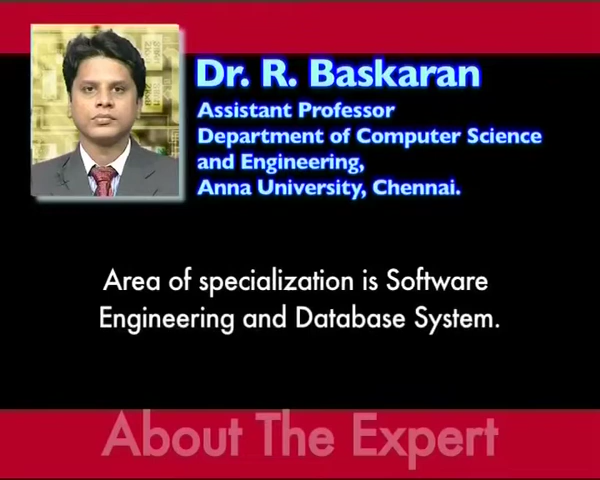 Dr. R. Baskaran
Assistant Professor
Department of Computer Science
and Engineering,
Anna University, Chennai.
Area of specialization is Software
Engineering and Database System.
About The Expert